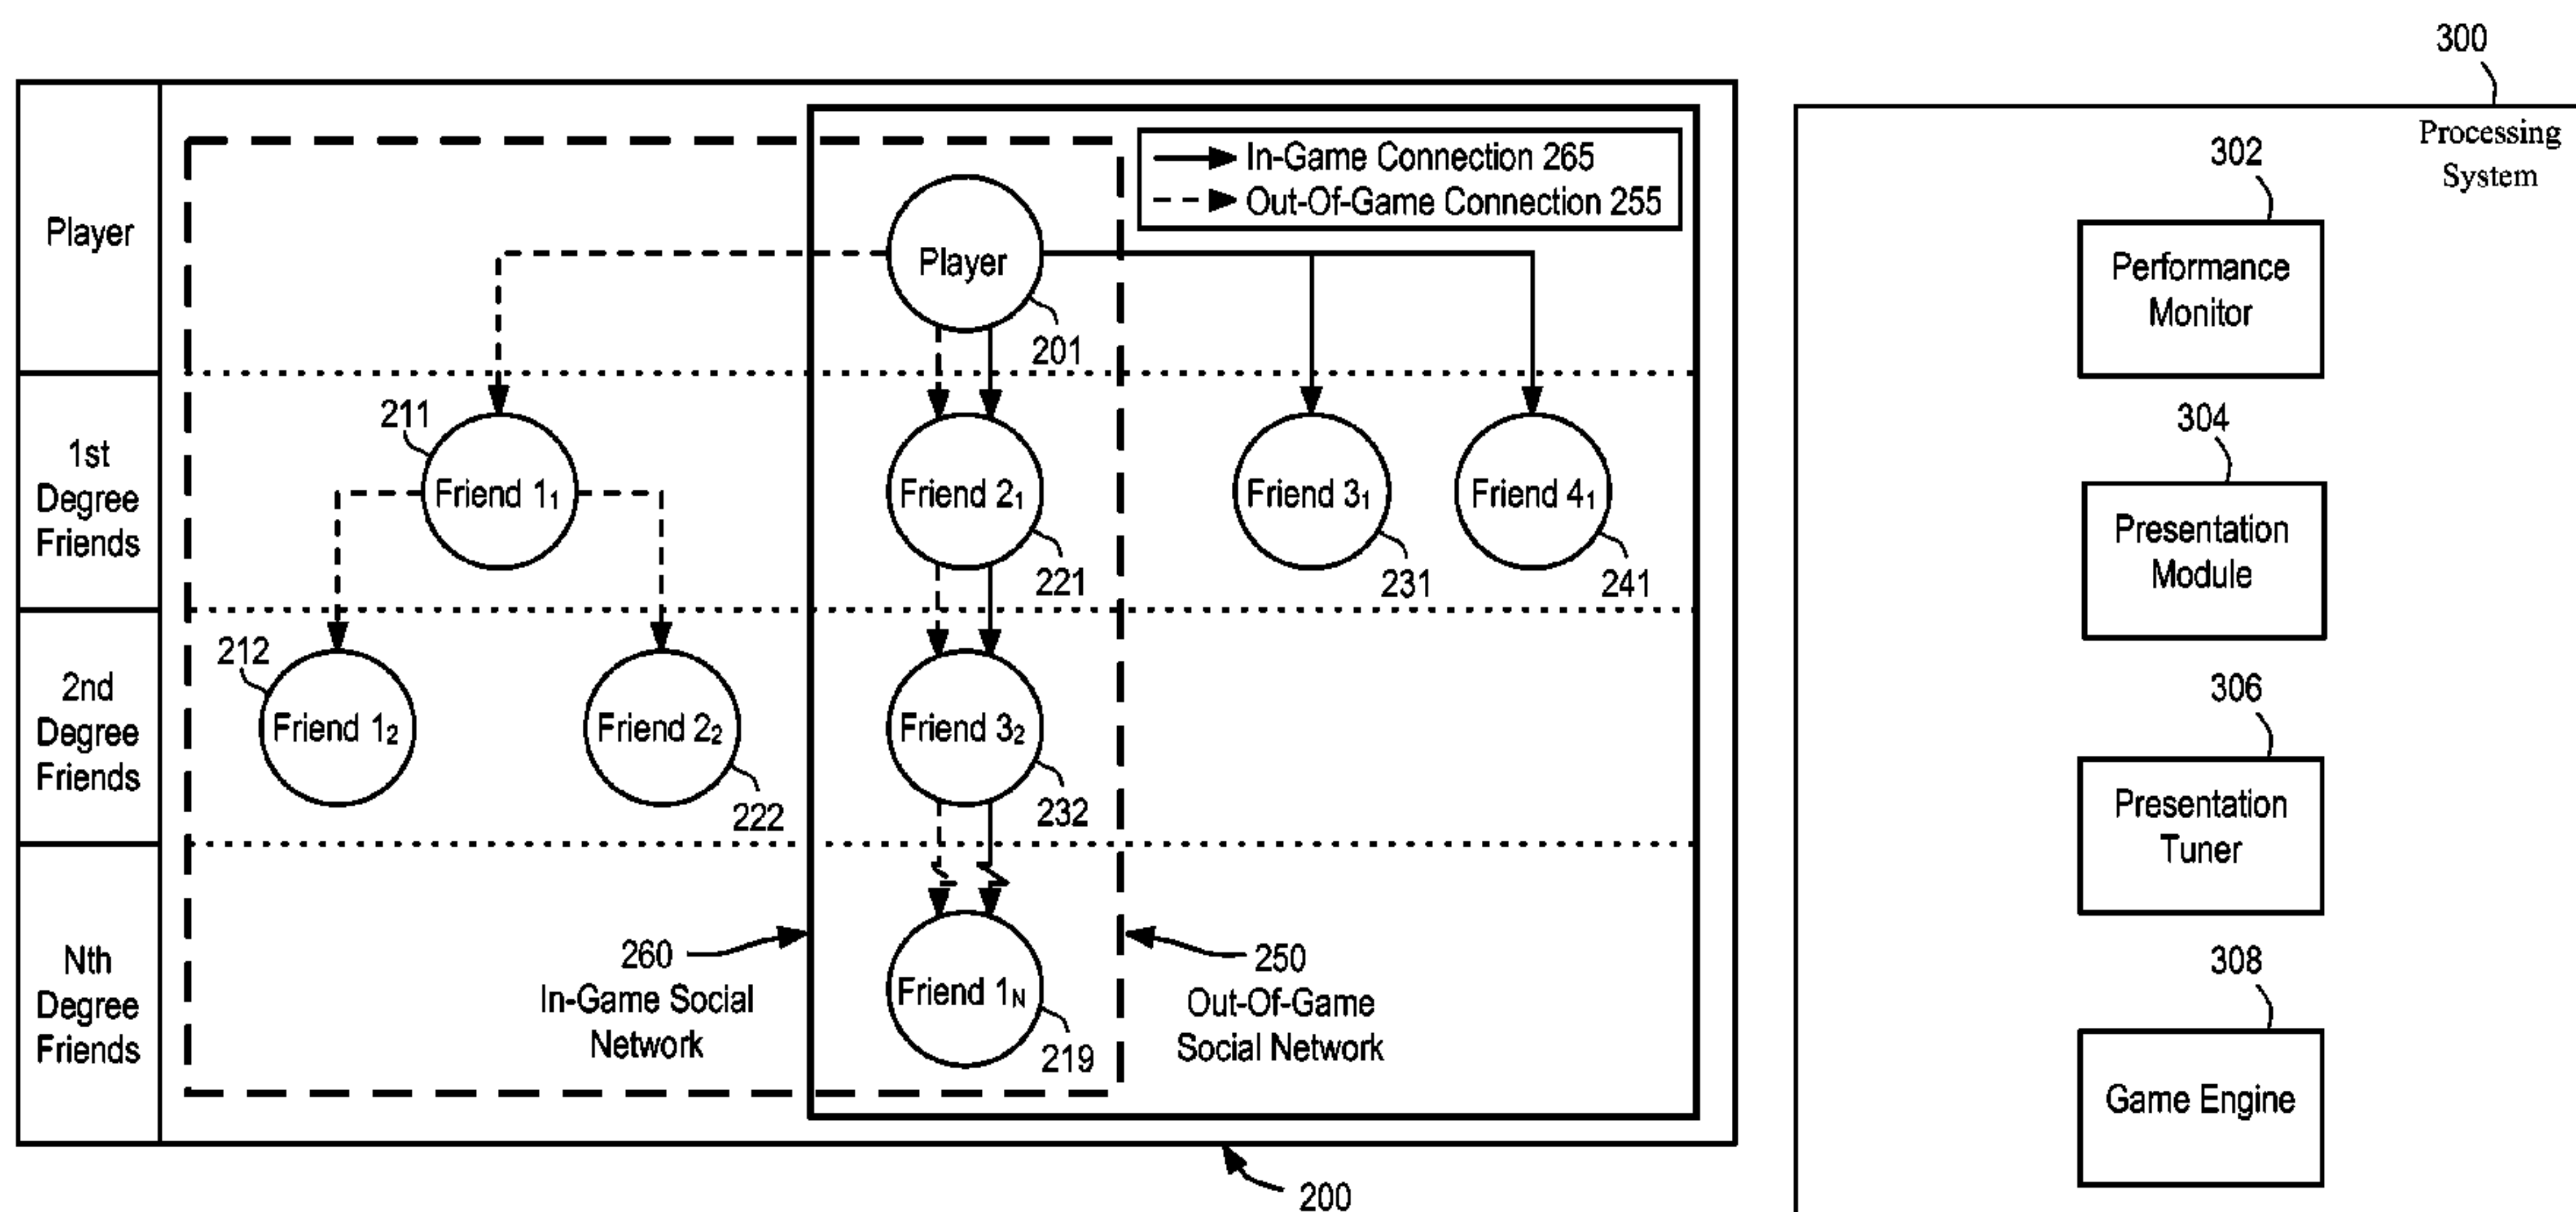 300
Processing
System
In-Game Connection 265
Out-Of-Game Connection 255
Player
Player
201
1st
Degree
Friends
211
Friend 1₁
Friend 2₁
221
Friend 3₁
231
Friend 4₁
241
2nd
Degree
Friends
212
Friend 1₂
Friend 2₂
222
Friend 3₂
232
Nth
Degree
Friends
260
In-Game Social
Network
Friend 1N
219
250
Out-Of-Game
Social Network
200
302
Performance
Monitor
304
Presentation
Module
306
Presentation
Tuner
308
Game Engine